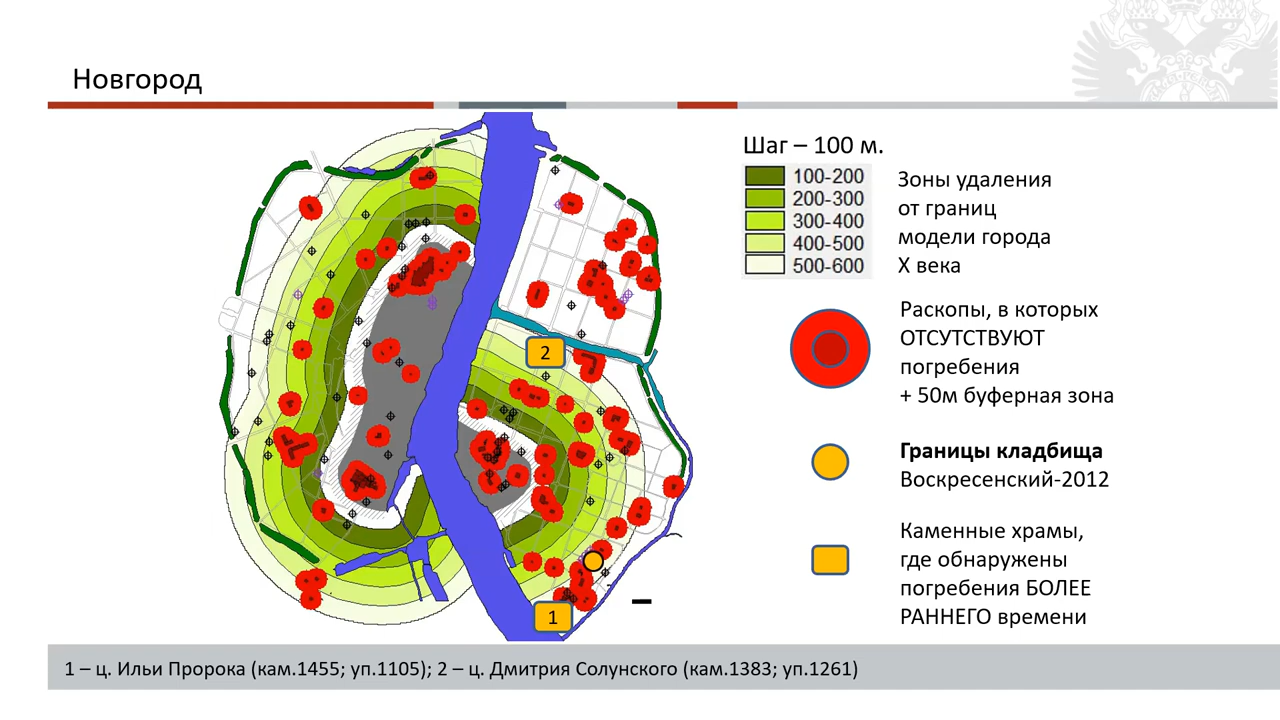 Новгород
Шаг – 100 м.
100-200
200-300
300-400
400-500
500-600
Зоны удаления
от границ
модели города
X века
Раскопы, в которых
ОТСУТСТВУЮТ
погребения
+ 50м буферная зона
Границы кладбища
Воскресенский-2012
Каменные храмы,
где обнаружены
погребения БОЛЕЕ
РАННЕГО времени
2
1
1 – ц. Ильи Пророка (кам.1455; уп.1105); 2 – ц. Дмитрия Солунского (кам.1383; уп.1261)